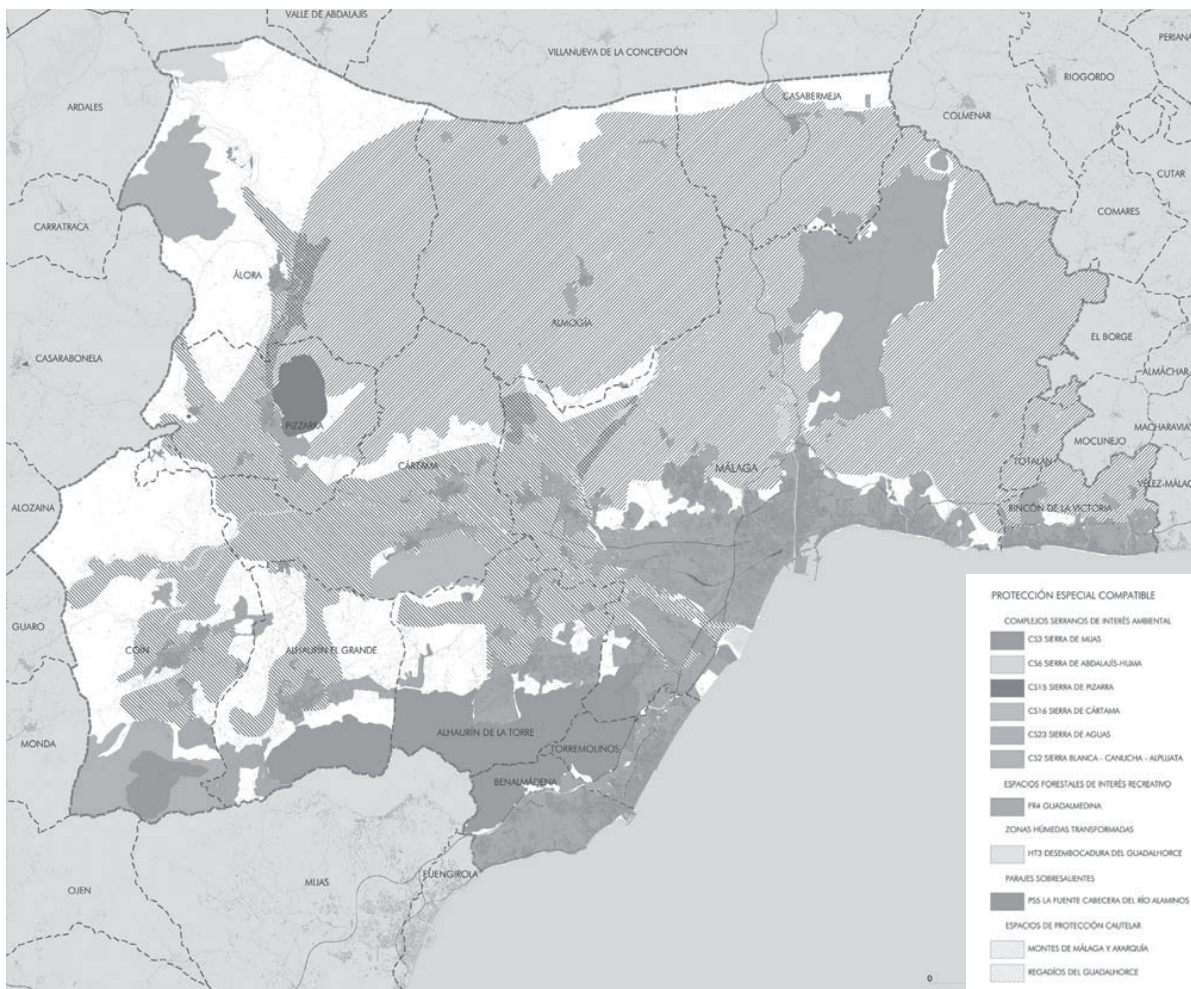 VALLE DE ABDALAJÍS
VILLANUEVA DE LA CONCEPCIÓN
PERIANA
RIOGORDO
ARDALES
CASABERMEJA
COLMENAR
CUTAR
COMARES
CARRATRACA
ÁLORA
ALMOGÍA
EL BORGE
CASARABONELA
ALMÁCHAR
PIZARRA
MACHARAVIAY
MOCLINEJO
CÁRTAMA
MÁLAGA
TOTALÁN
VÉLEZ-MÁLAG
ALOZAINA
RINCÓN DE LA VICTORIA
GUARO
COÍN
ALHAURÍN EL GRANDE
MONDA
ALHAURÍN DE LA TORRE
TORREMOLINOS
BENALMÁDENA
OJEN
MIJAS
FUENGIROLA
0
PROTECCIÓN ESPECIAL COMPATIBLE
COMPLEJOS SERRANOS DE INTERÉS AMBIENTAL
CS3 SIERRA DE MIJAS
CS6 SIERRA DE ABDALAJÍS-HUMA
CS15 SIERRA DE PIZARRA
CS16 SIERRA DE CÁRTAMA
CS23 SIERRA DE AGUAS
CS2 SIERRA BLANCA - CANUCHA - ALPUJATA
ESPACIOS FORESTALES DE INTERÉS RECREATIVO
FR4 GUADALMEDINA
ZONAS HÚMEDAS TRANSFORMADAS
HT3 DESEMBOCADURA DEL GUADALHORCE
PARAJES SOBRESALIENTES
PS5 LA FUENTE CABECERA DEL RÍO ALAMINOS
ESPACIOS DE PROTECCIÓN CAUTELAR
MONTES DE MÁLAGA Y AXARQUÍA
REGADÍOS DEL GUADALHORCE